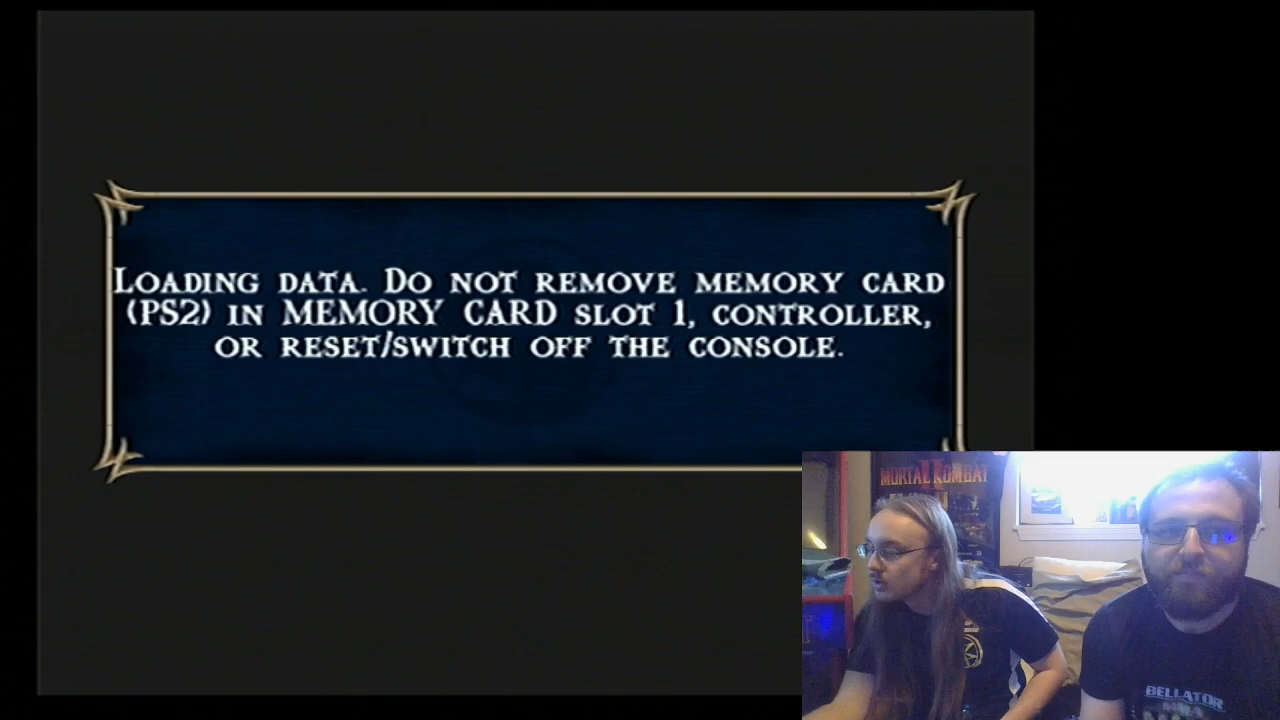 Loading data. Do not remove memory card
(PS2) in MEMORY CARD slot 1, controller,
or reset/switch off the console.
MORTAL KOMBAT
BELLATOR
MMA